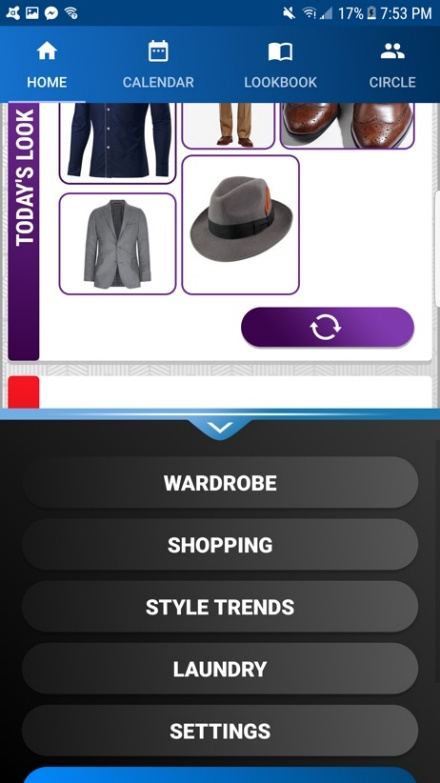 17% 7:53 PM
HOME
CALENDAR
LOOKBOOK
CIRCLE
TODAY'S LOOK
WARDROBE
SHOPPING
STYLE TRENDS
LAUNDRY
SETTINGS